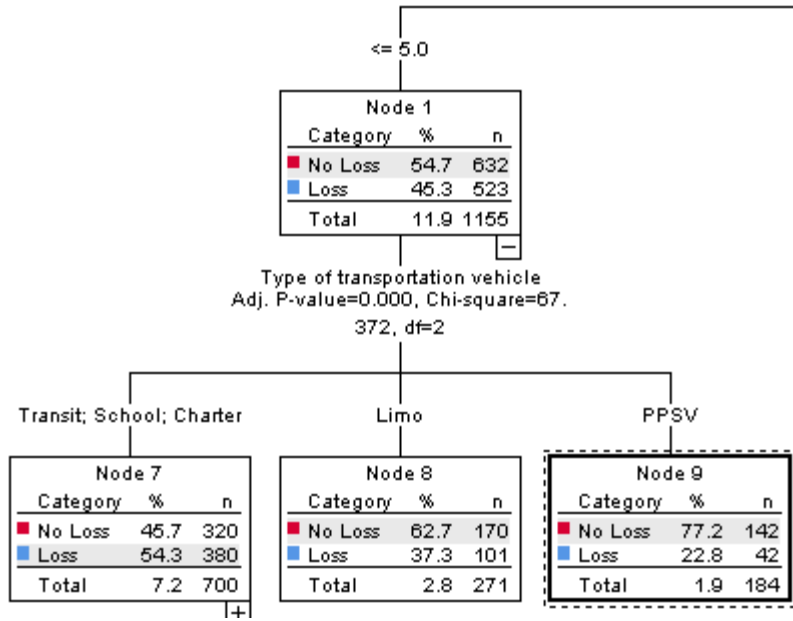 <= 5.0
Node 1
Category % n
No Loss 54.7 632
Loss 45.3 523
Total 11.9 1155
Type of transportation vehicle
Adj. P-value=0.000, Chi-square=67.
372, df=2
Transit; School; Charter Limo PPSV
Node 7 Node 8 Node 9
Category % n Category % n Category % n
No Loss 45.7 320 No Loss 62.7 170 No Loss 77.2 142
Loss 54.3 380 Loss 37.3 101 Loss 22.8 42
Total 7.2 700 Total 2.8 271 Total 1.9 184